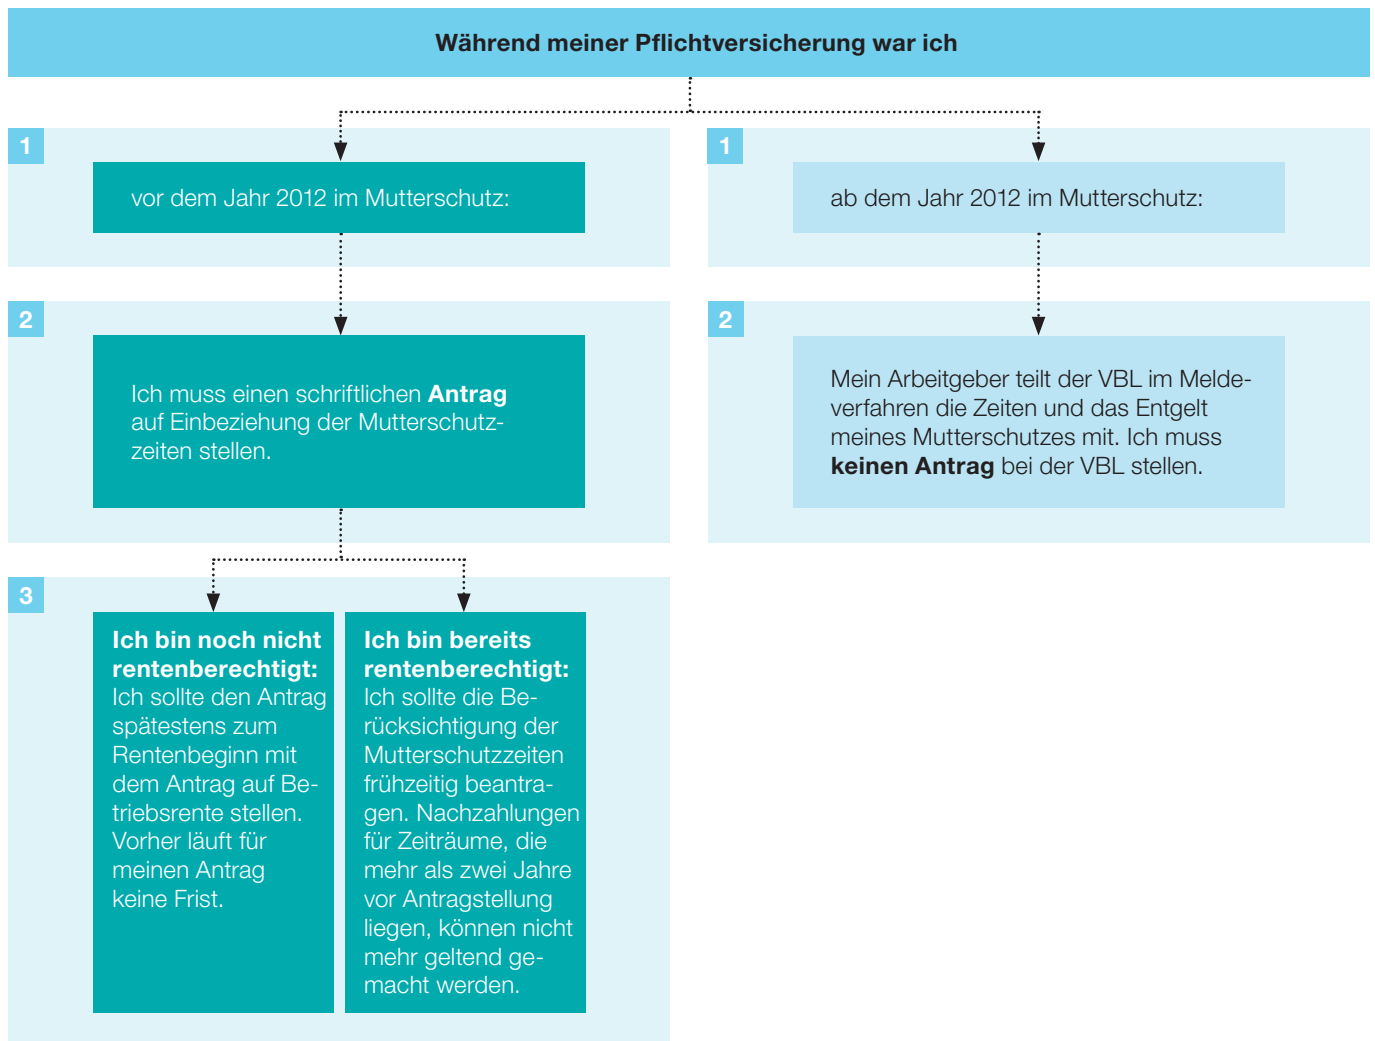 Während meiner Pflichtversicherung war ich
1
vor dem Jahr 2012 im Mutterschutz:
1
ab dem Jahr 2012 im Mutterschutz:
2
Ich muss einen schriftlichen Antrag
auf Einbeziehung der Mutterschutz-
zeiten stellen.
2
Mein Arbeitgeber teilt der VBL im Melde-
verfahren die Zeiten und das Entgelt
meines Mutterschutzes mit. Ich muss
keinen Antrag bei der VBL stellen.
3
Ich bin noch nicht
rentenberechtigt:
Ich sollte den Antrag
spätestens zum
Rentenbeginn mit
dem Antrag auf Be-
triebsrente stellen.
Vorher läuft für
meinen Antrag
keine Frist.
Ich bin bereits
rentenberechtigt:
Ich sollte die Be-
rücksichtigung der
Mutterschutzzeiten
frühzeitig beantra-
gen. Nachzahlungen
für Zeiträume, die
mehr als zwei Jahre
vor Antragstellung
liegen, können nicht
mehr geltend ge-
macht werden.